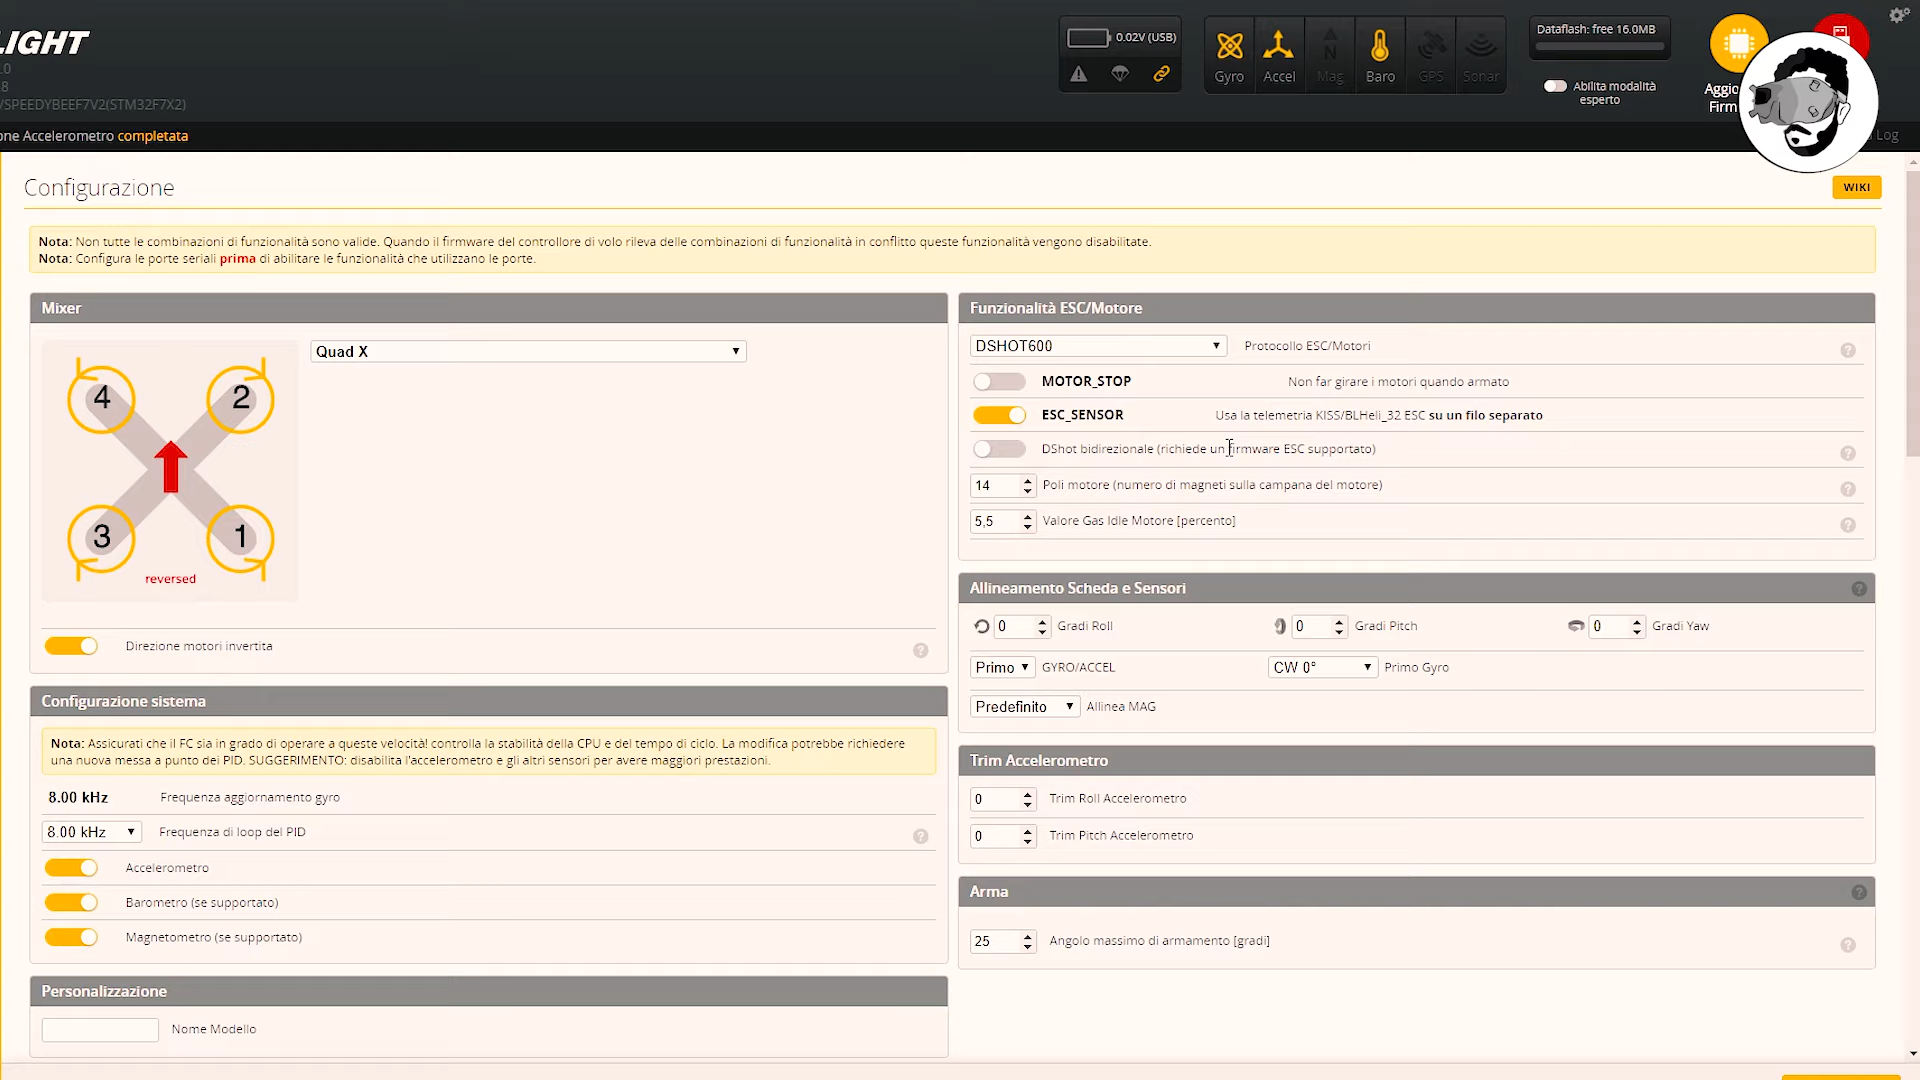 LIGHT
.0
8
/SPEEDYBEEF7V2(STM32F7X2)
0.02V (USB)
Gyro
Accel
Mag
Baro
GPS
Sonar
Dataflash: free 16.0MB
Abilita modalità
esperto
Aggio
Firm
one Accelerometro completata
Log
Configurazione
WIKI
Nota: Non tutte le combinazioni di funzionalità sono valide. Quando il firmware del controllore di volo rileva delle combinazioni di funzionalità in conflitto queste funzionalità vengono disabilitate.
Nota: Configura le porte seriali prima di abilitare le funzionalità che utilizzano le porte.
Mixer
4
2
3
1
reversed
Quad X
Direzione motori invertita
?
Configurazione sistema
Nota: Assicurati che il FC sia in grado di operare a queste velocità! controlla la stabilità della CPU e del tempo di ciclo. La modifica potrebbe richiedere
una nuova messa a punto dei PID. SUGGERIMENTO: disabilita l'accelerometro e gli altri sensori per avere maggiori prestazioni.
8.00 kHz Frequenza aggiornamento gyro
8.00 kHz Frequenza di loop del PID
?
Accelerometro
Barometro (se supportato)
Magnetometro (se supportato)
Personalizzazione
Nome Modello
Funzionalità ESC/Motore
DSHOT600 Protocollo ESC/Motori
?
MOTOR_STOP Non far girare i motori quando armato
ESC_SENSOR Usa la telemetria KISS/BLHeli_32 ESC su un filo separato
DShot bidirezionale (richiede un firmware ESC supportato)
?
14 Poli motore (numero di magneti sulla campana del motore)
?
5,5 Valore Gas Idle Motore [percento]
?
Allineamento Scheda e Sensori
?
0 Gradi Roll
0 Gradi Pitch
0 Gradi Yaw
Primo GYRO/ACCEL
CW 0° Primo Gyro
Predefinito Allinea MAG
Trim Accelerometro
0 Trim Roll Accelerometro
0 Trim Pitch Accelerometro
Arma
?
25 Angolo massimo di armamento [gradi]
?